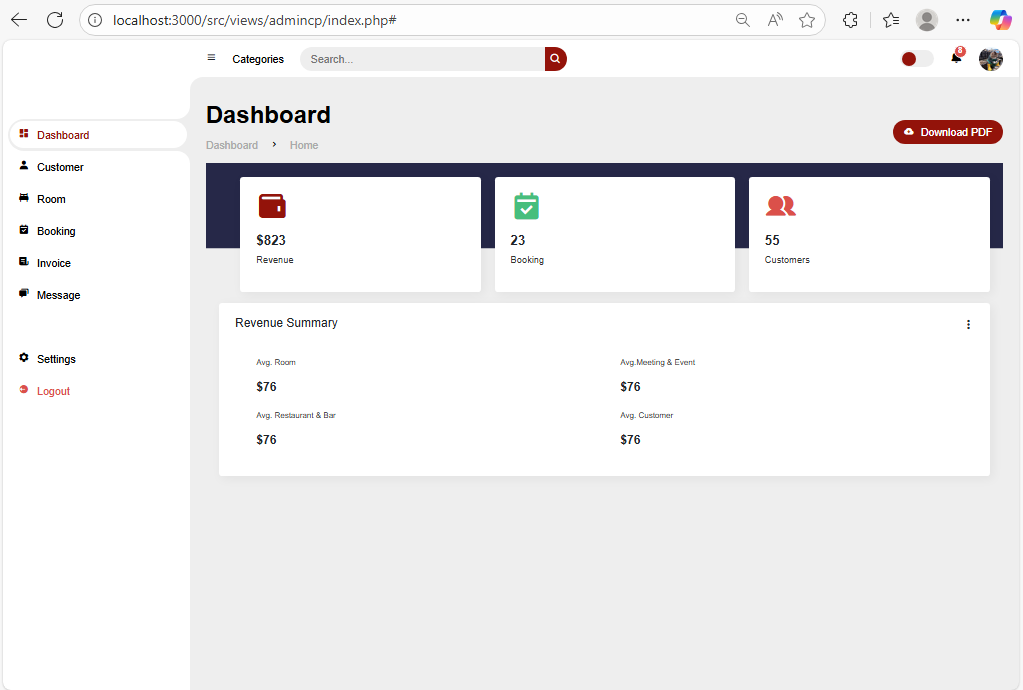 localhost:3000/src/views/admincp/index.php#
Categories
Search...
8
Dashboard
Customer
Room
Booking
Invoice
Message
Settings
Logout
Dashboard
Dashboard > Home
Download PDF
$823
Revenue
23
Booking
55
Customers
Revenue Summary
Avg. Room
$76
Avg.Meeting & Event
$76
Avg. Restaurant & Bar
$76
Avg. Customer
$76